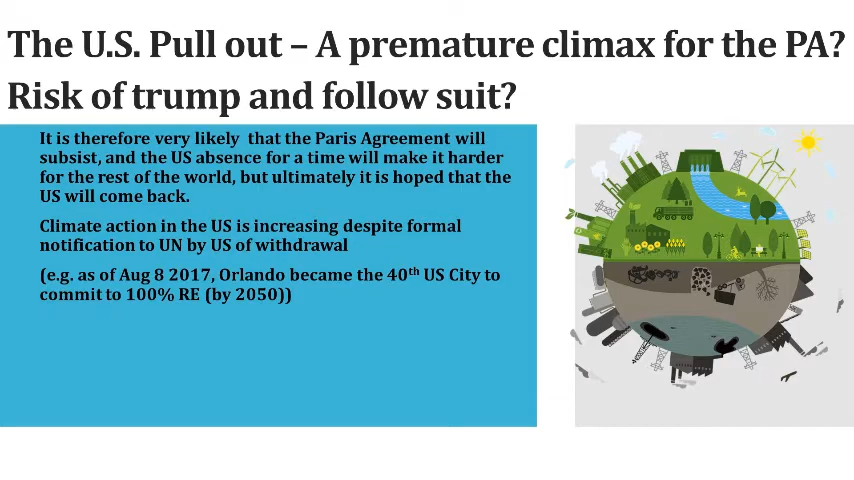 The U.S. Pull out – A premature climax for the PA?
Risk of trump and follow suit?
It is therefore very likely that the Paris Agreement will
subsist, and the US absence for a time will make it harder
for the rest of the world, but ultimately it is hoped that the
US will come back.
Climate action in the US is increasing despite formal
notification to UN by US of withdrawal
(e.g. as of Aug 8 2017, Orlando became the 40th US City to
commit to 100% RE (by 2050))